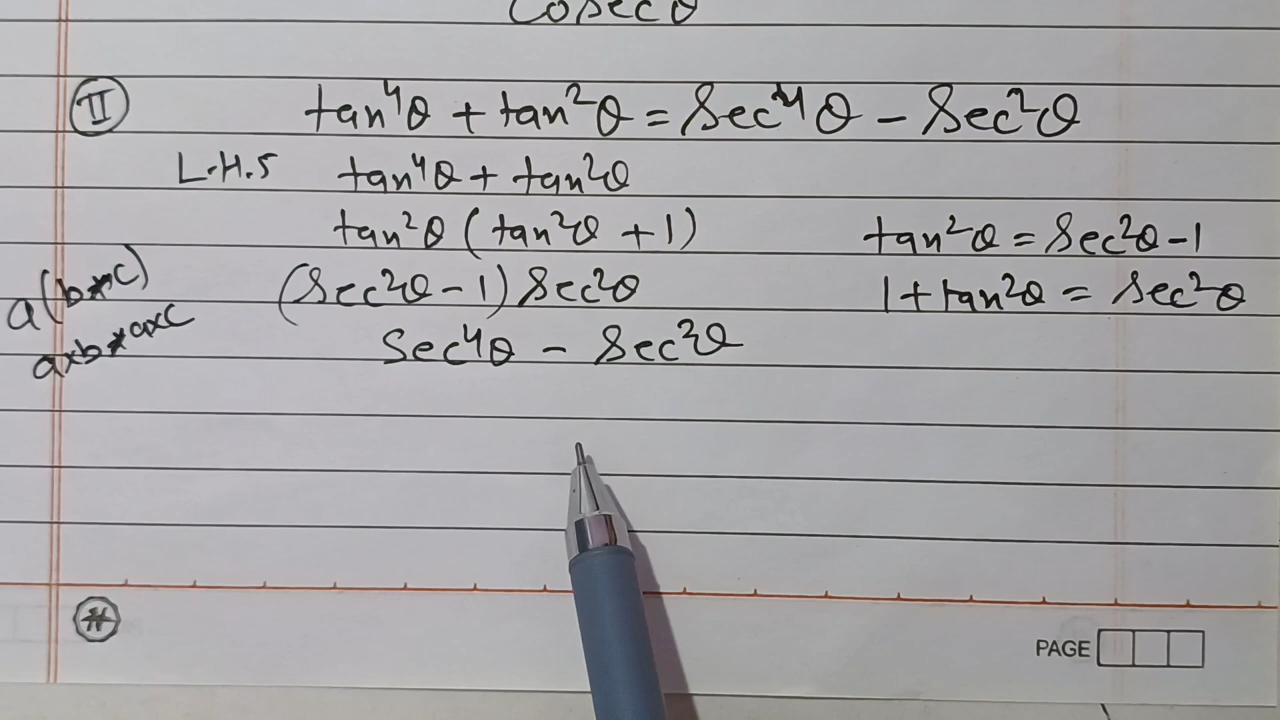 Cosecθ
II tan⁴θ + tan²θ = Sec⁴θ - Sec²θ
L.H.S tan⁴θ + tan²θ
tan²θ (tan²θ + 1) tan²θ = Sec²θ-1
a(b*c) (Sec²θ - 1) Sec²θ 1 + tan²θ = Sec²θ
a×b*a×c Sec⁴θ - Sec²θ
PAGE